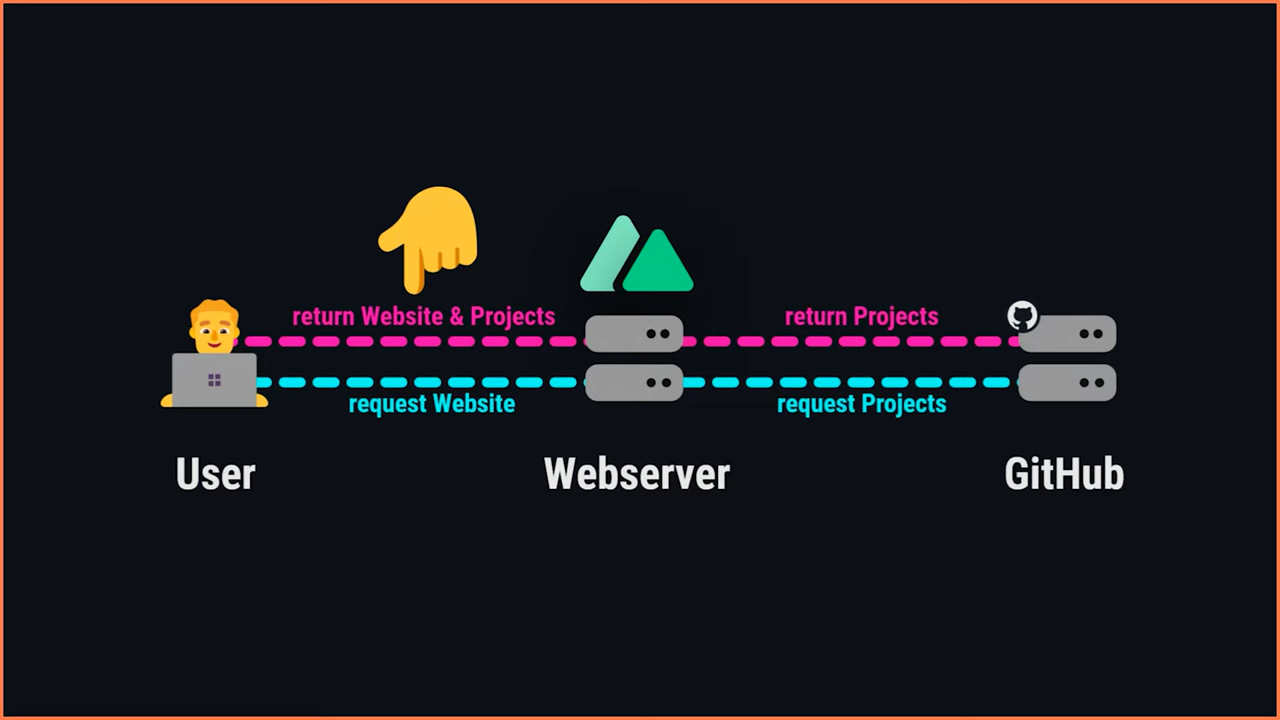 return Website & Projects
return Projects
request Website
request Projects
User
Webserver
GitHub